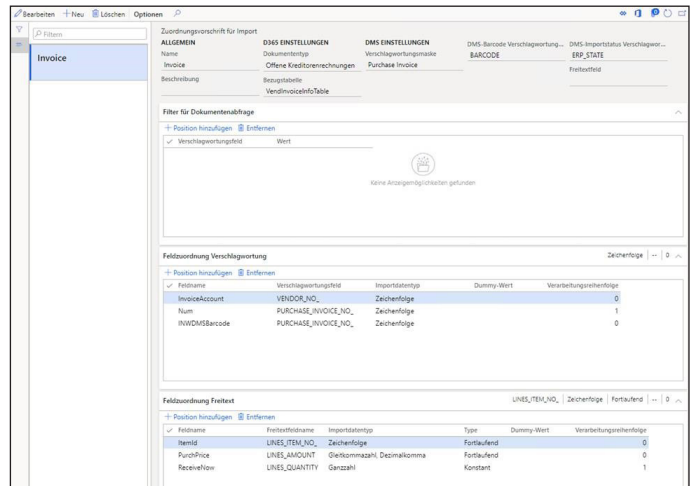 Bearbeiten + Neu Löschen Optionen
0
Filtern
Invoice
Zuordnungsvorschrift für Import
ALLGEMEIN D365 EINSTELLUNGEN DMS EINSTELLUNGEN
Name Dokumententyp Verschlagwortungsmaske DMS-Barcode Verschlagwortung... DMS-Importstatus Verschlagwor...
Invoice Offene Kreditorenrechnungen Purchase Invoice BARCODE ERP_STATE
Beschreibung Bezugstabelle Freitextfeld
VendInvoiceInfoTable
Filter für Dokumentenabfrage
+ Position hinzufügen Entfernen
Verschlagwortungsfeld Wert
Keine Anzeigemöglichkeiten gefunden
Feldzuordnung Verschlagwortung Zeichenfolge | -- | 0
+ Position hinzufügen Entfernen
Feldname Verschlagwortungsfeld Importdatentyp Dummy-Wert Verarbeitungsreihenfolge
InvoiceAccount VENDOR_NO_ Zeichenfolge 0
Num PURCHASE_INVOICE_NO_ Zeichenfolge 1
INWDMSBarcode PURCHASE_INVOICE_NO_ Zeichenfolge 0
Feldzuordnung Freitext LINES_ITEM_NO_ | Zeichenfolge | Fortlaufend | -- | 0
+ Position hinzufügen Entfernen
Feldname Freitextfeldname Importdatentyp Type Dummy-Wert Verarbeitungsreihenfolge
ItemId LINES_ITEM_NO_ Zeichenfolge Fortlaufend 0
PurchPrice LINES_AMOUNT Gleitkommazahl, Dezimalkomma Fortlaufend 0
ReceiveNow LINES_QUANTITY Ganzzahl Konstant 1